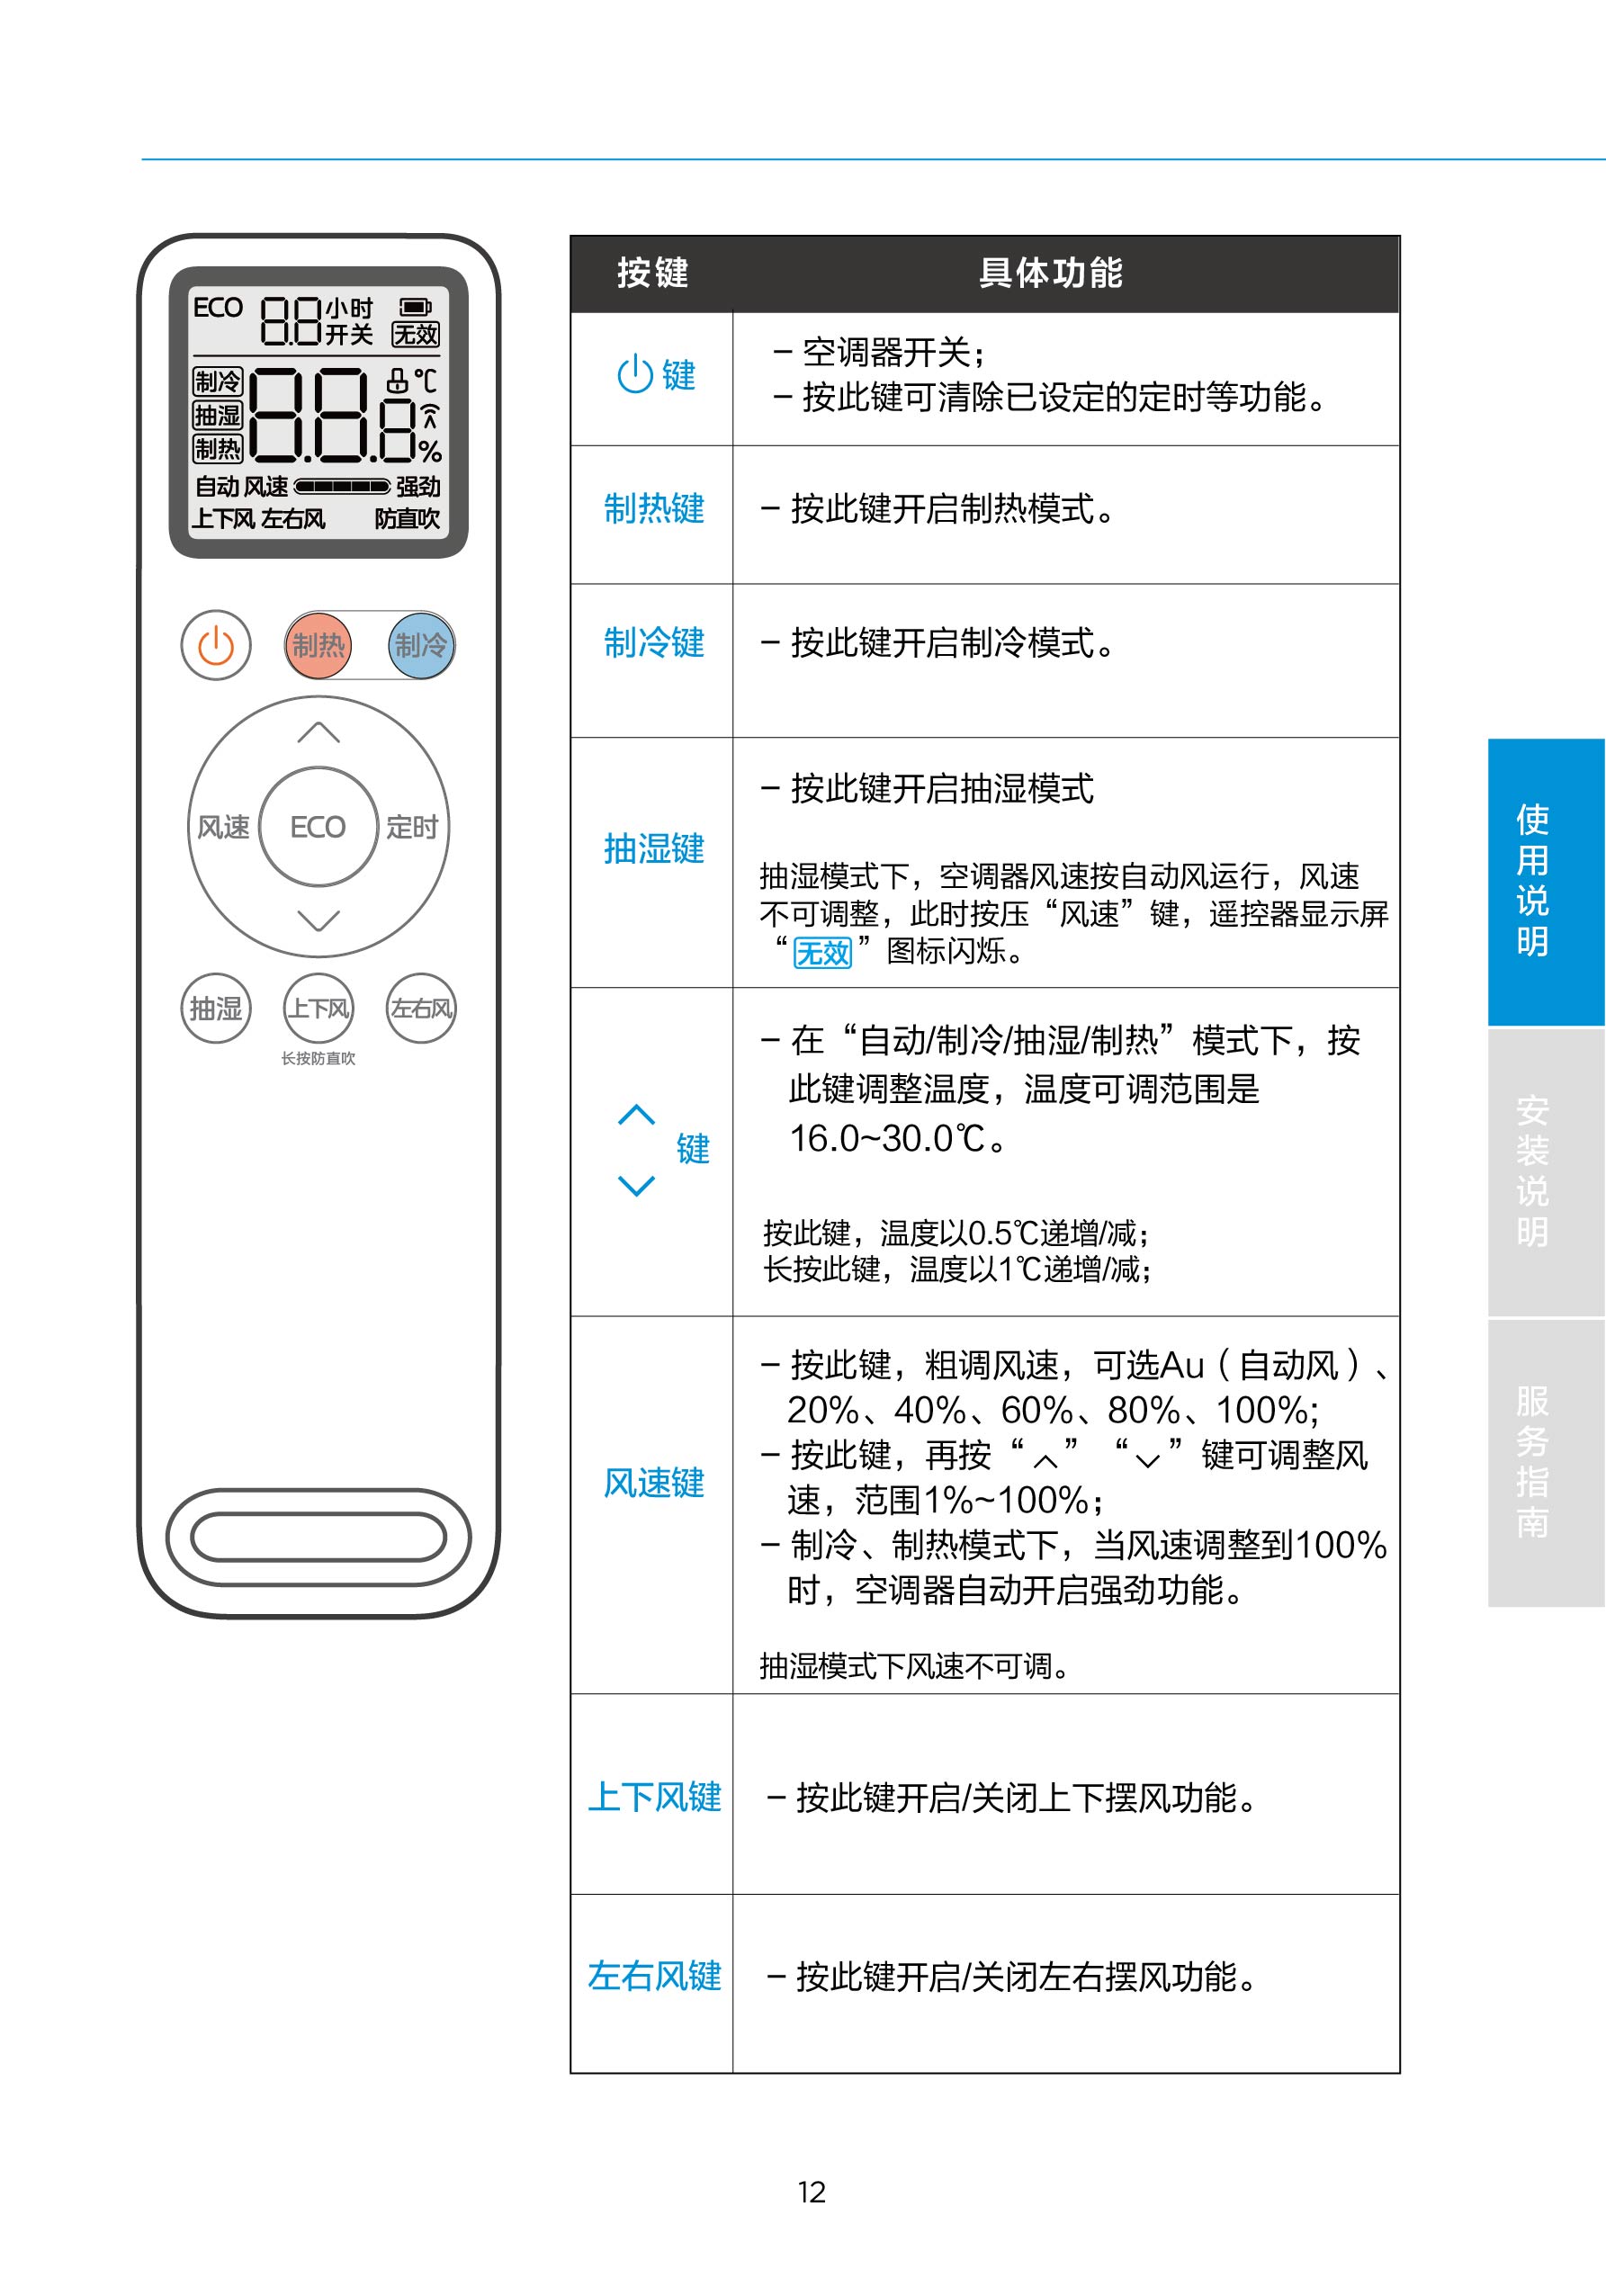 ECO 8.8 小时 开关 无效
制冷 88.8 ℃
抽湿
制热 %
自动 风速 强劲
上下风 左右风 防直吹
制热 制冷
风速 ECO 定时
抽湿 上下风 左右风
长按防直吹
按键 具体功能
键
– 空调器开关；
– 按此键可清除已设定的定时等功能。
制热键 – 按此键开启制热模式。
制冷键 – 按此键开启制冷模式。
抽湿键
– 按此键开启抽湿模式
抽湿模式下，空调器风速按自动风运行，风速
不可调整，此时按压“风速”键，遥控器显示屏
“无效”图标闪烁。
键
– 在“自动/制冷/抽湿/制热”模式下，按
此键调整温度，温度可调范围是
16.0~30.0℃。
按此键，温度以0.5℃递增/减；
长按此键，温度以1℃递增/减；
风速键
– 按此键，粗调风速，可选Au（自动风）、
20%、40%、60%、80%、100%;
– 按此键，再按“︿”“﹀”键可调整风
速，范围1%~100%；
– 制冷、制热模式下，当风速调整到100%
时，空调器自动开启强劲功能。
抽湿模式下风速不可调。
上下风键 – 按此键开启/关闭上下摆风功能。
左右风键 – 按此键开启/关闭左右摆风功能。
使用说明
安装说明
服务指南
12